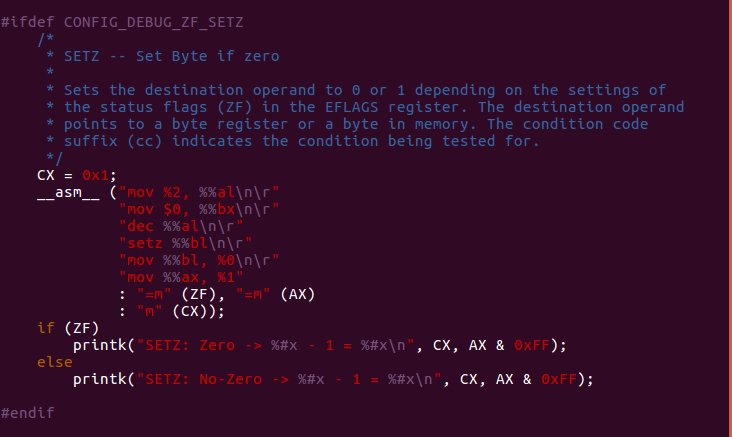 #ifdef CONFIG_DEBUG_ZF_SETZ
    /*
     * SETZ -- Set Byte if zero
     *
     * Sets the destination operand to 0 or 1 depending on the settings of
     * the status flags (ZF) in the EFLAGS register. The destination operand
     * points to a byte register or a byte in memory. The condition code
     * suffix (cc) indicates the condition being tested for.
     */
    CX = 0x1;
    __asm__ ("mov %2, %%al\n\r"
             "mov $0, %%bx\n\r"
             "dec %%al\n\r"
             "setz %%bl\n\r"
             "mov %%bl, %0\n\r"
             "mov %%ax, %1"
             : "=m" (ZF), "=m" (AX)
             : "m" (CX));
    if (ZF)
        printk("SETZ: Zero -> %#x - 1 = %#x\n", CX, AX & 0xFF);
    else
        printk("SETZ: No-Zero -> %#x - 1 = %#x\n", CX, AX & 0xFF);
#endif